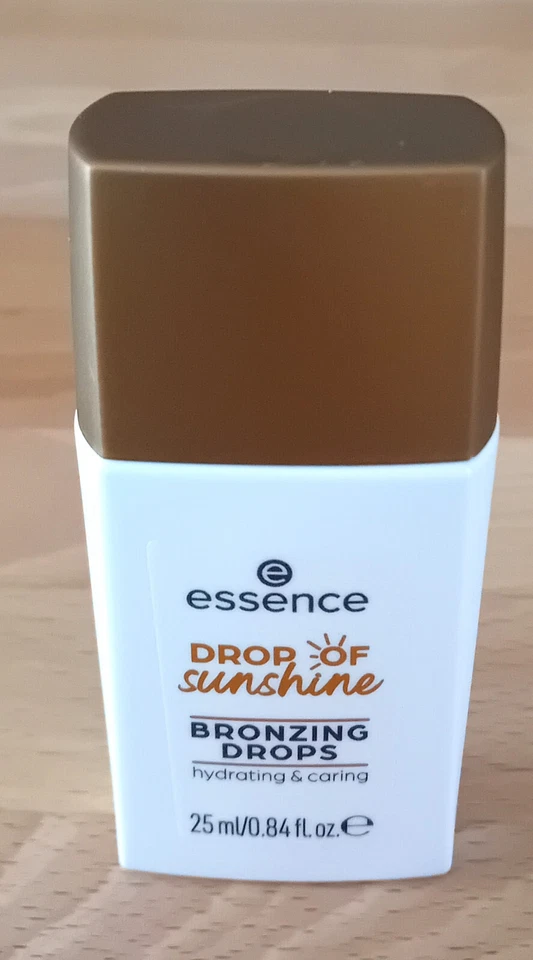 essence
DROP OF
sunshine
BRONZING
DROPS
hydrating & caring
25 ml/0.84 fl. oz. ℮